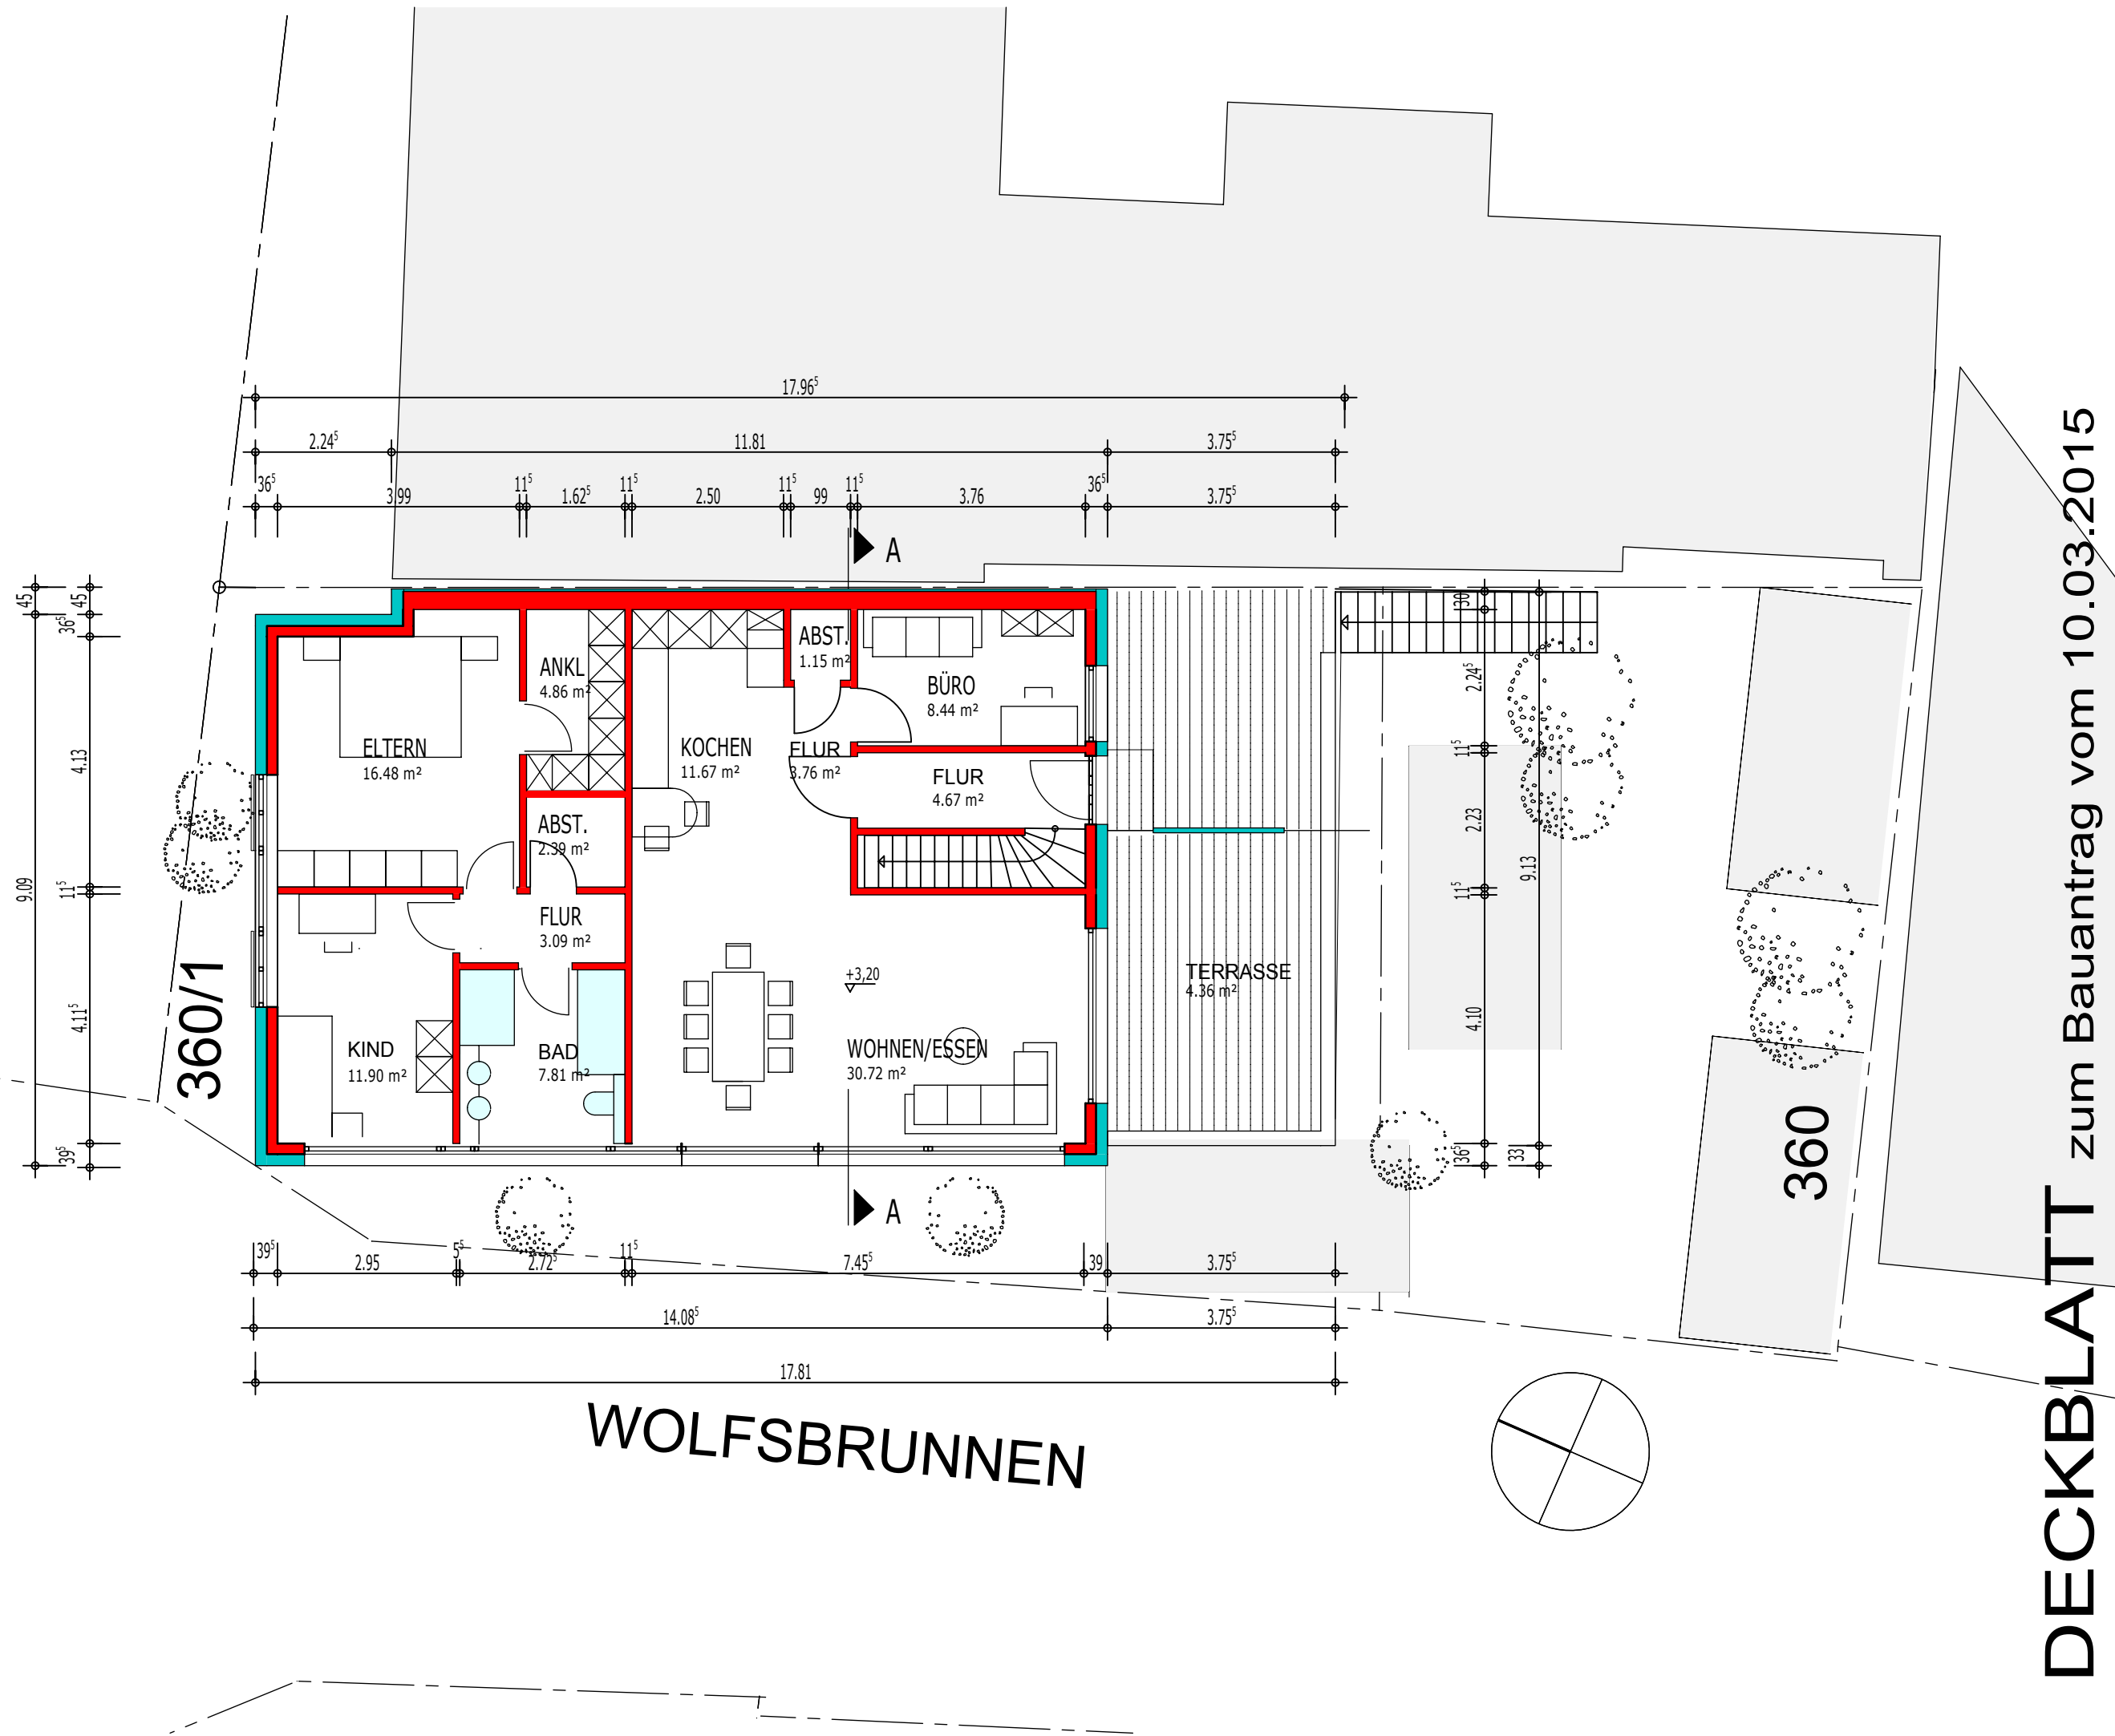 17.96⁵
2.24⁵ 11.81 3.75⁵
36⁵ 3.99 11⁵ 1.62⁵ 11⁵ 2.50 11⁵ 99 11⁵ 3.76 36⁵ 3.75⁵
A
45
9.09
45
36⁵
4.13
11⁵
4.11⁵
39⁵
ELTERN
16.48 m²
ANKL
4.86 m²
KOCHEN
11.67 m²
ABST.
1.15 m²
BÜRO
8.44 m²
FLUR
3.76 m²
FLUR
4.67 m²
ABST.
2.39 m²
FLUR
3.09 m²
KIND
11.90 m²
BAD
7.81 m²
+3,20
WOHNEN/ESSEN
30.72 m²
TERRASSE
4.36 m²
30
2.24⁵
11⁵
2.23
11⁵
4.10
36⁵
9.13
33
360/1
360
A
39⁵ 2.95 5⁵ 2.72⁵ 11⁵ 7.45⁵ 39 3.75⁵
14.08⁵ 3.75⁵
17.81
WOLFSBRUNNEN
DECKBLATT zum Bauantrag vom 10.03.2015